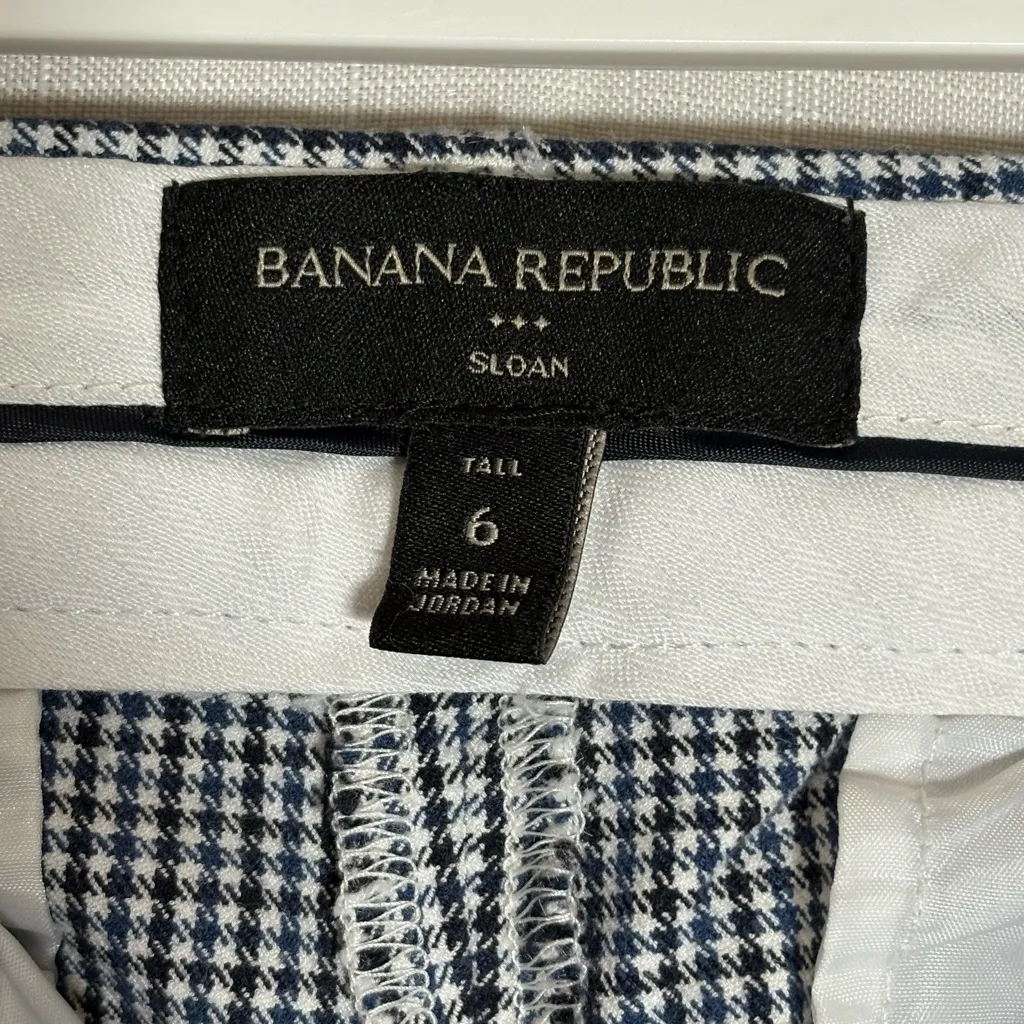 BANANA REPUBLIC
SLOAN
TALL
6
MADE IN
JORDAN